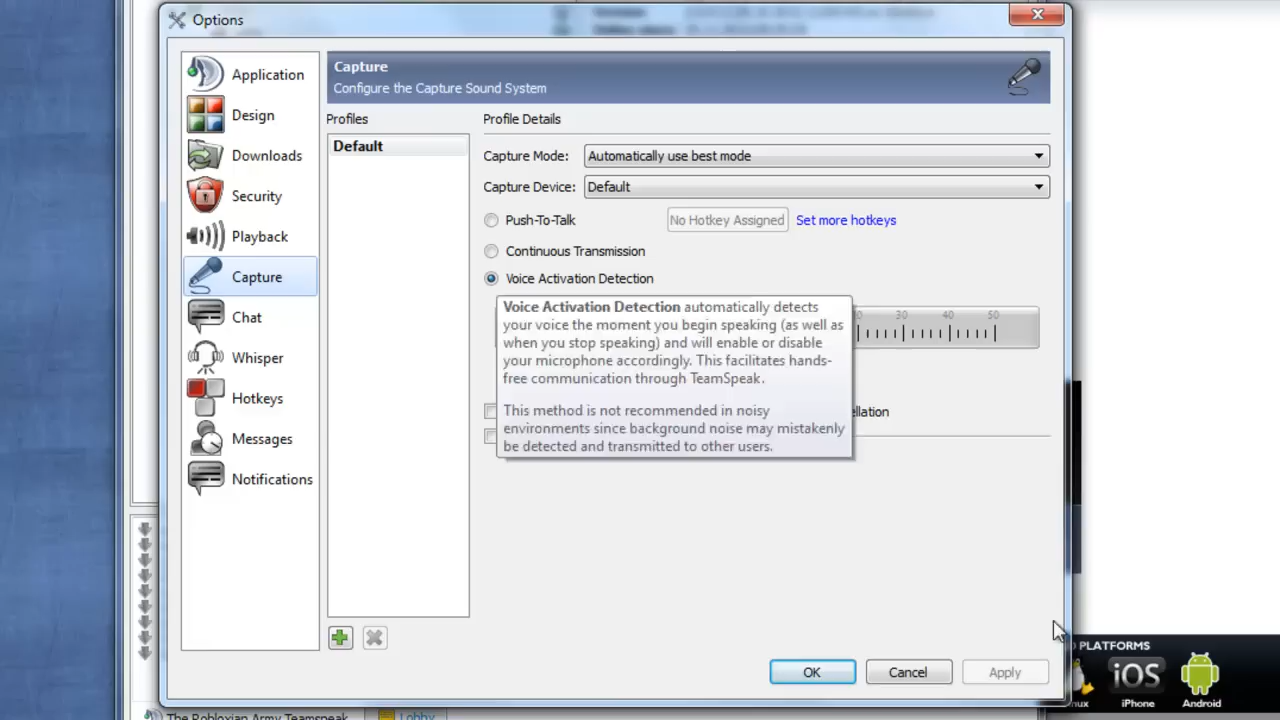 Options
Application
Design
Downloads
Security
Playback
Capture
Chat
Whisper
Hotkeys
Messages
Notifications
Capture
Configure the Capture Sound System
Profiles
Default
Profile Details
Capture Mode: Automatically use best mode
Capture Device: Default
Push-To-Talk No Hotkey Assigned Set more hotkeys
Continuous Transmission
Voice Activation Detection
30 40 50
Voice Activation Detection automatically detects
your voice the moment you begin speaking (as well as
when you stop speaking) and will enable or disable
your microphone accordingly. This facilitates hands-
free communication through TeamSpeak.
This method is not recommended in noisy
environments since background noise may mistakenly
be detected and transmitted to other users.
ellation
OK Cancel Apply
PLATFORMS
iOS
iPhone
Android
The Robloxian Army Teamspeak
Lobby